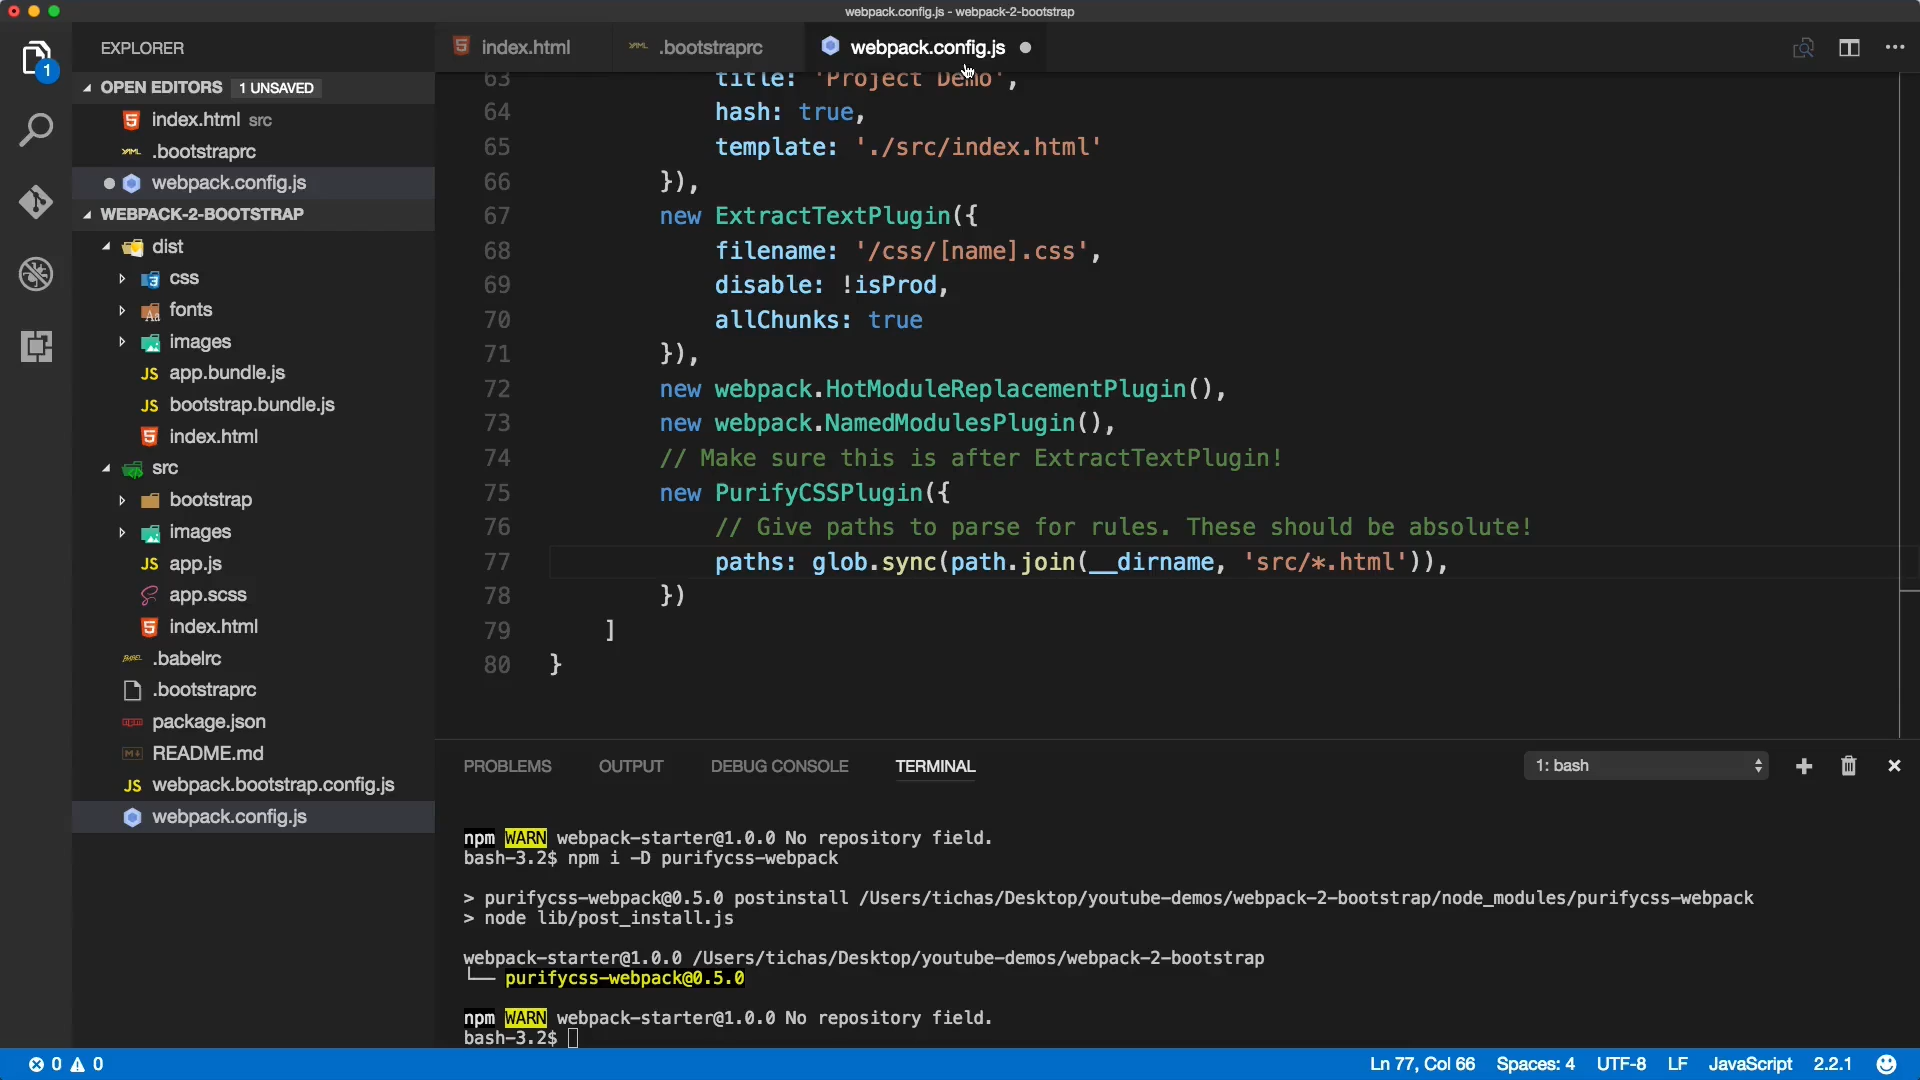 webpack.config.js - webpack-2-bootstrap
EXPLORER
1
OPEN EDITORS 1 UNSAVED
index.html src
.bootstraprc
webpack.config.js
WEBPACK-2-BOOTSTRAP
dist
css
fonts
images
JS app.bundle.js
JS bootstrap.bundle.js
index.html
src
bootstrap
images
JS app.js
app.scss
index.html
.babelrc
.bootstraprc
package.json
README.md
JS webpack.bootstrap.config.js
webpack.config.js
index.html .bootstraprc webpack.config.js
63 title: 'Project Demo',
64 hash: true,
65 template: './src/index.html'
66 }),
67 new ExtractTextPlugin({
68 filename: '/css/[name].css',
69 disable: !isProd,
70 allChunks: true
71 }),
72 new webpack.HotModuleReplacementPlugin(),
73 new webpack.NamedModulesPlugin(),
74 // Make sure this is after ExtractTextPlugin!
75 new PurifyCSSPlugin({
76 // Give paths to parse for rules. These should be absolute!
77 paths: glob.sync(path.join(__dirname, 'src/*.html')),
78 })
79 ]
80 }
PROBLEMS OUTPUT DEBUG CONSOLE TERMINAL 1: bash
npm WARN webpack-starter@1.0.0 No repository field.
bash-3.2$ npm i -D purifycss-webpack
> purifycss-webpack@0.5.0 postinstall /Users/tichas/Desktop/youtube-demos/webpack-2-bootstrap/node_modules/purifycss-webpack
> node lib/post_install.js
webpack-starter@1.0.0 /Users/tichas/Desktop/youtube-demos/webpack-2-bootstrap
└── purifycss-webpack@0.5.0
npm WARN webpack-starter@1.0.0 No repository field.
bash-3.2$
0 0 Ln 77, Col 66 Spaces: 4 UTF-8 LF JavaScript 2.2.1